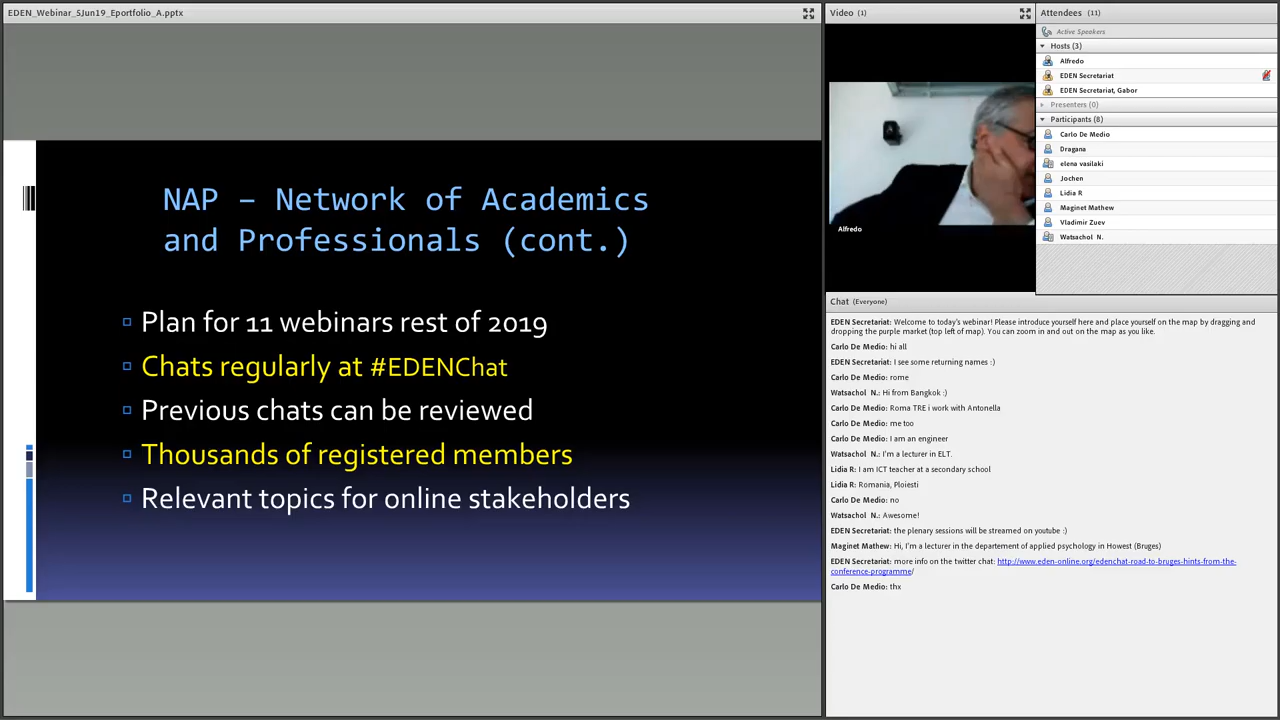 EDEN_Webinar_5Jun19_Eportfolio_A.pptx
NAP – Network of Academics
and Professionals (cont.)
Plan for 11 webinars rest of 2019
Chats regularly at #EDENChat
Previous chats can be reviewed
Thousands of registered members
Relevant topics for online stakeholders
Video (1)
Alfredo
Attendees (11)
Active Speakers
Hosts (3)
Alfredo
EDEN Secretariat
EDEN Secretariat, Gabor
Presenters (0)
Participants (8)
Carlo De Medio
Dragana
elena vasilaki
Jochen
Lidia R
Maginet Mathew
Vladimir Zuev
Watsachol N.
Chat (Everyone)
EDEN Secretariat: Welcome to today's webinar! Please introduce yourself here and place yourself on the map by dragging and
dropping the purple market (top left of map). You can zoom in and out on the map as you like.
Carlo De Medio: hi all
EDEN Secretariat: I see some returning names :)
Carlo De Medio: rome
Watsachol N.: Hi from Bangkok :)
Carlo De Medio: Roma TRE i work with Antonella
Carlo De Medio: me too
Carlo De Medio: I am an engineer
Watsachol N.: I'm a lecturer in ELT.
Lidia R: I am ICT teacher at a secondary school
Lidia R: Romania, Ploiesti
Carlo De Medio: no
Watsachol N.: Awesome!
EDEN Secretariat: the plenary sessions will be streamed on youtube :)
Maginet Mathew: Hi, I'm a lecturer in the departement of applied psychology in Howest (Bruges)
EDEN Secretariat: more info on the twitter chat: http://www.eden-online.org/edenchat-road-to-bruges-hints-from-the-
conference-programme/
Carlo De Medio: thx